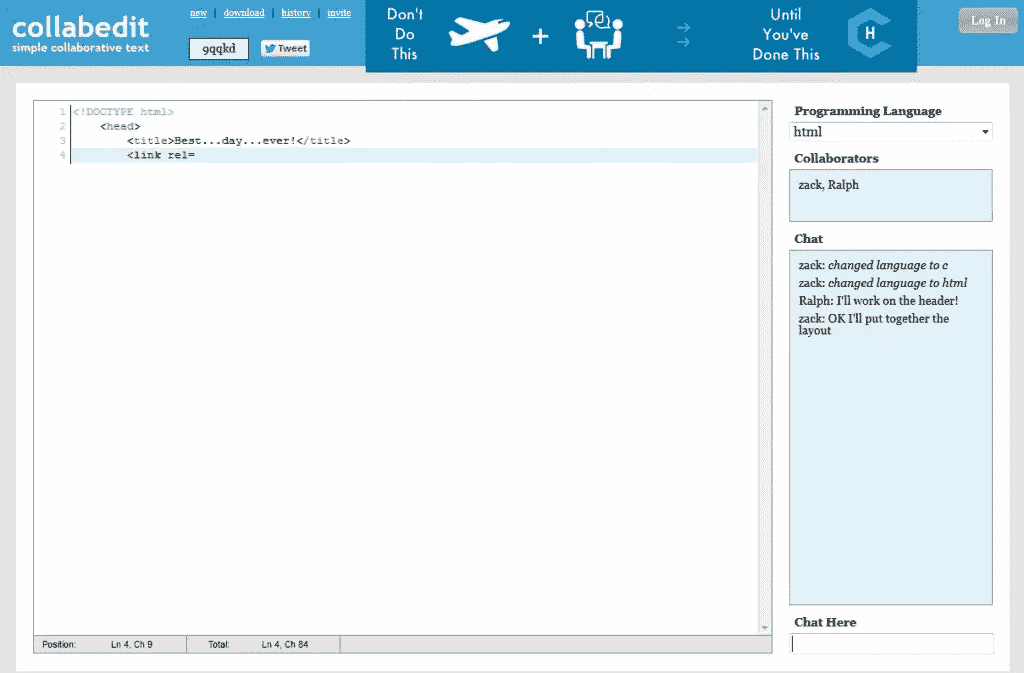 collabedit
simple collaborative text
new | download | history | invite
9qqkd
Tweet
Don't
Do
This
+
Until
You've
Done This
H
Log In
1 <!DOCTYPE html>
2 <head>
3 <title>Best...day...ever!</title>
4 <link rel=
Position: Ln 4, Ch 9 Total: Ln 4, Ch 84
Programming Language
html
Collaborators
zack, Ralph
Chat
zack: changed language to c
zack: changed language to html
Ralph: I'll work on the header!
zack: OK I'll put together the
layout
Chat Here